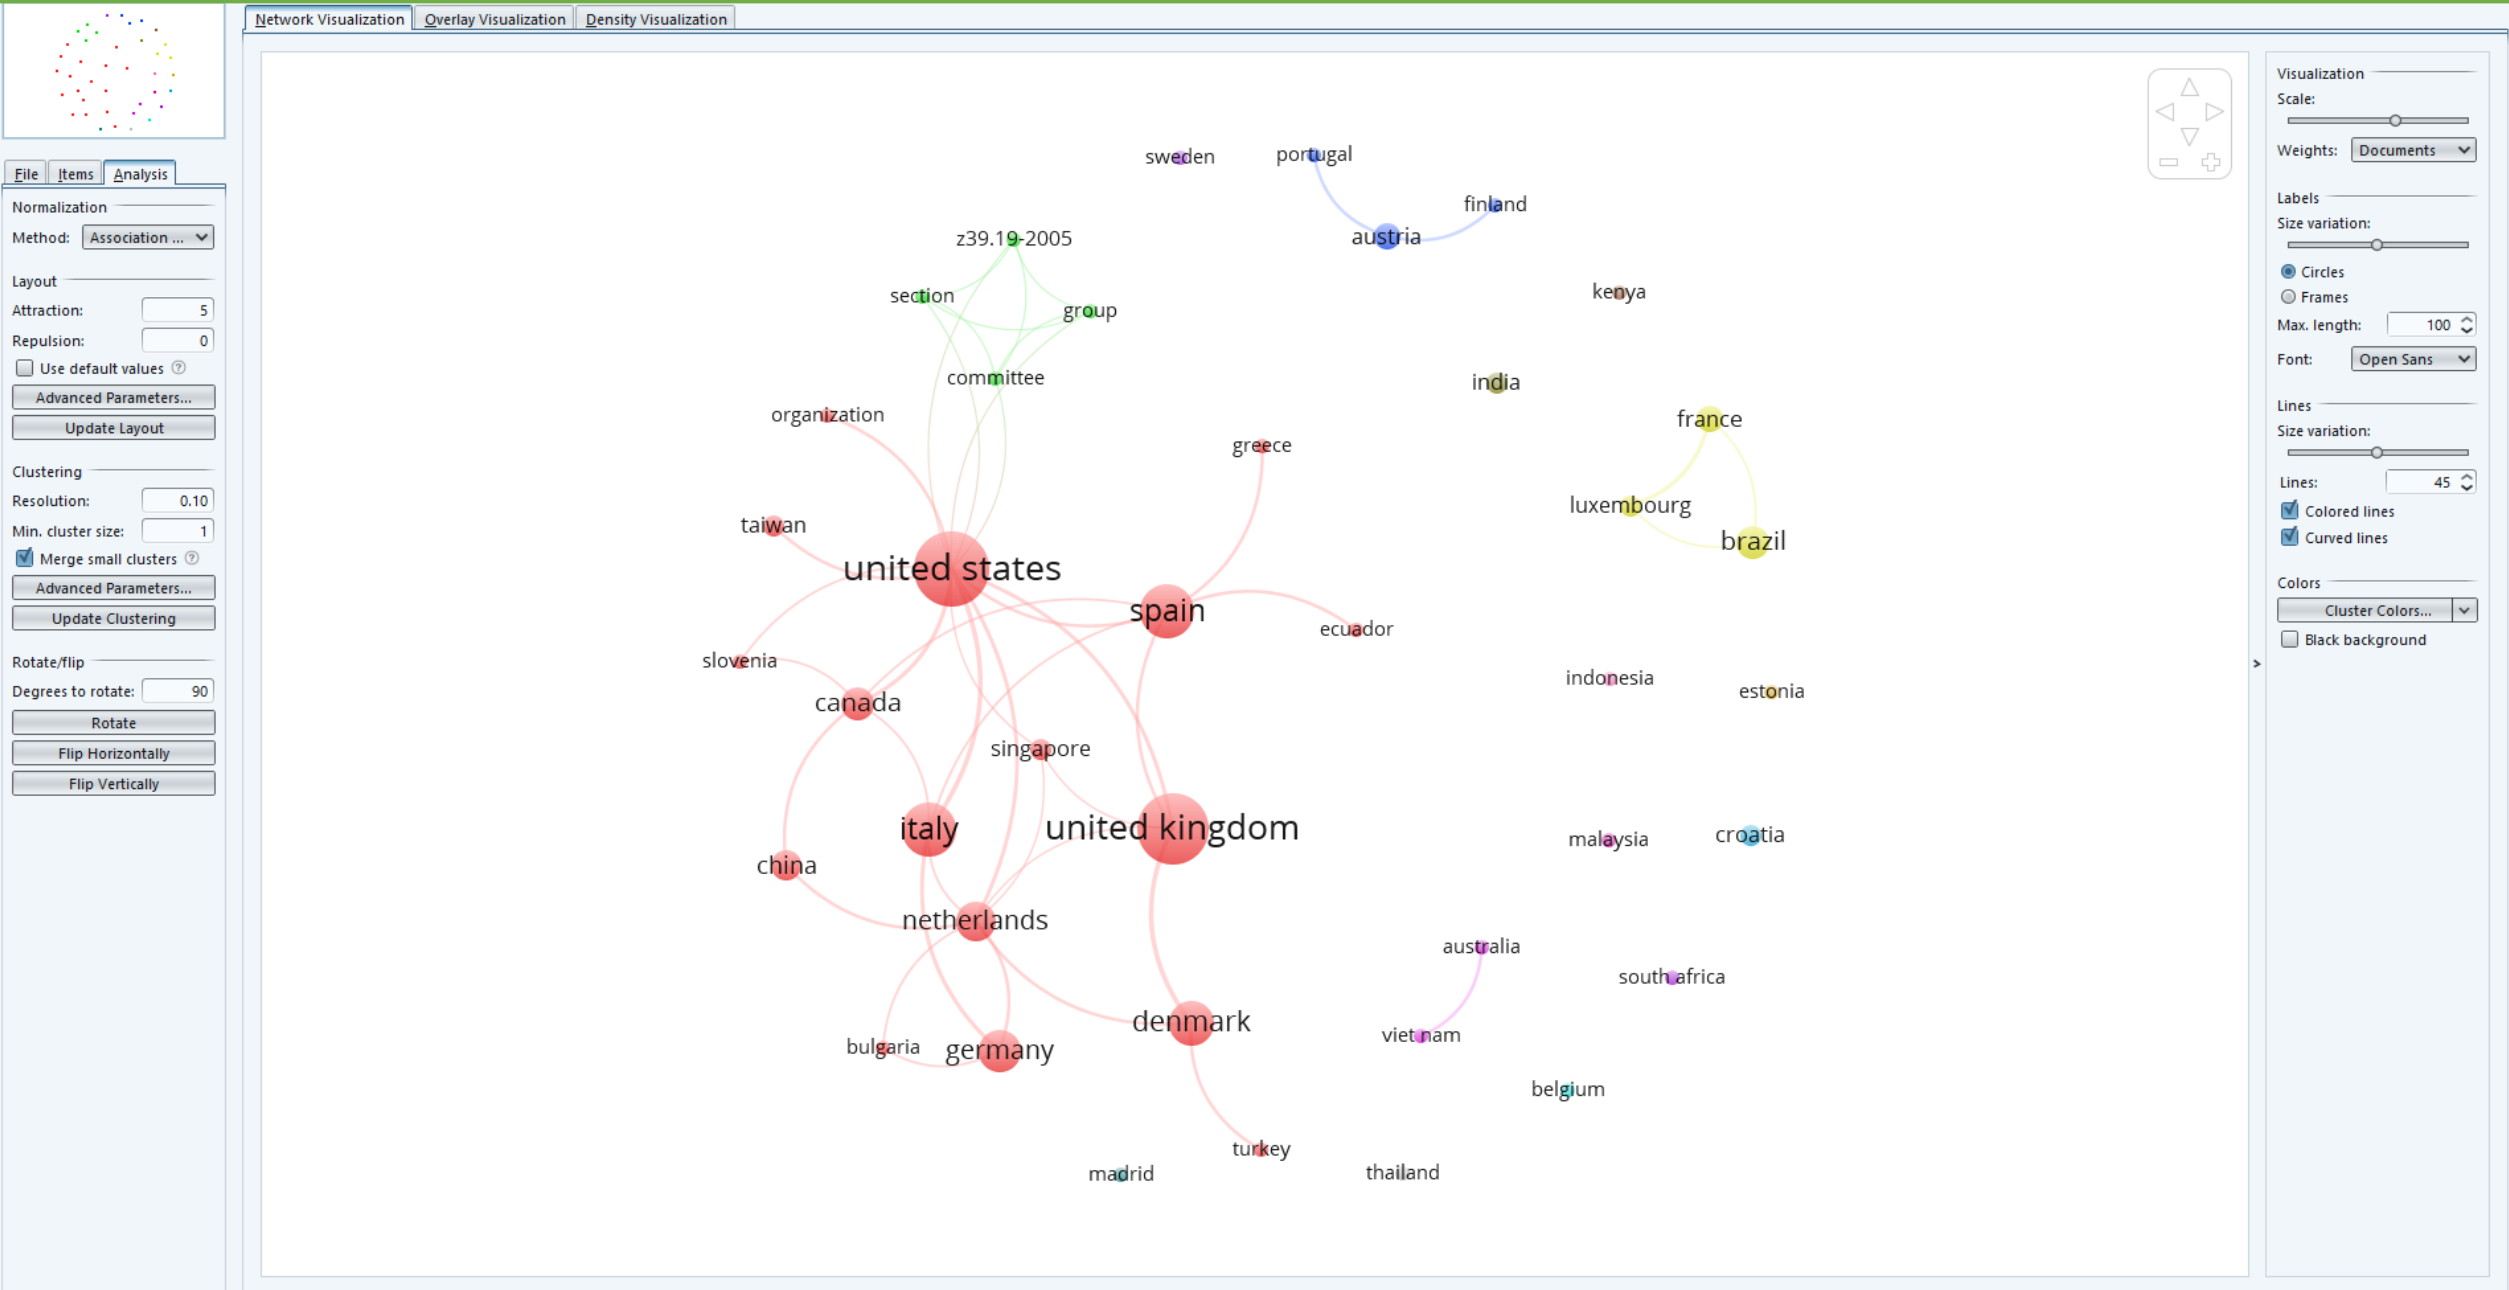 Network Visualization
Overlay Visualization
Density Visualization
File
Items
Analysis
Normalization
Method:
Association ...
Layout
Attraction:
5
Repulsion:
0
Use default values
?
Advanced Parameters...
Update Layout
Clustering
Resolution:
0.10
Min. cluster size:
1
Merge small clusters
?
Advanced Parameters...
Update Clustering
Rotate/flip
Degrees to rotate:
90
Rotate
Flip Horizontally
Flip Vertically
sweden
portugal
finland
austria
z39.19-2005
section
group
committee
kenya
india
organization
greece
france
luxembourg
brazil
taiwan
united states
spain
ecuador
slovenia
canada
indonesia
estonia
singapore
italy
united kingdom
malaysia
croatia
china
netherlands
australia
south africa
viet nam
denmark
bulgaria
germany
belgium
turkey
madrid
thailand
Visualization
Scale:
Weights:
Documents
Labels
Size variation:
Circles
Frames
Max. length:
100
Font:
Open Sans
Lines
Size variation:
Lines:
45
Colored lines
Curved lines
Colors
Cluster Colors...
Black background
>